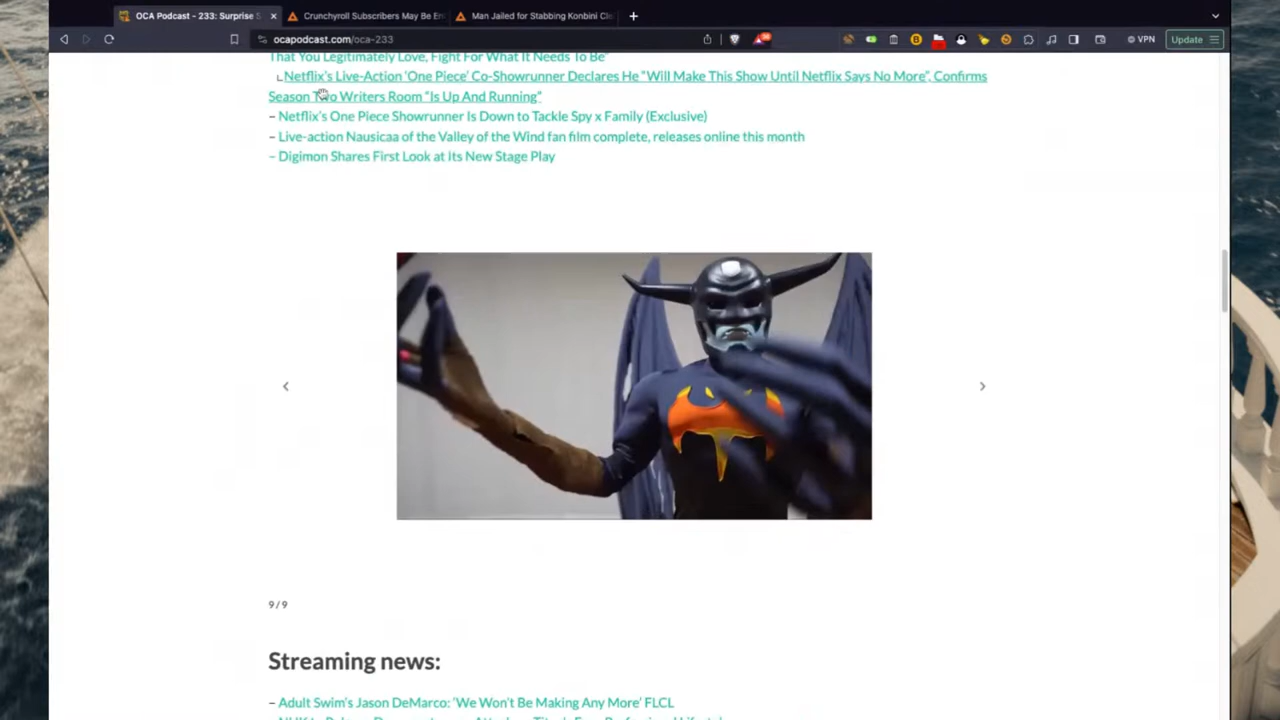 OCA Podcast - 233: Surprise S
Crunchyroll Subscribers May Be En
Man Jailed for Stabbing Konbini Cle
ocapodcast.com/oca-233
VPN
Update
That You Legitimately Love, Fight For What It Needs To Be"
Netflix's Live-Action 'One Piece' Co-Showrunner Declares He "Will Make This Show Until Netflix Says No More", Confirms
Season Two Writers Room "Is Up And Running"
– Netflix's One Piece Showrunner Is Down to Tackle Spy x Family (Exclusive)
– Live-action Nausicaa of the Valley of the Wind fan film complete, releases online this month
– Digimon Shares First Look at Its New Stage Play
9 / 9
Streaming news:
– Adult Swim's Jason DeMarco: 'We Won't Be Making Any More' FLCL